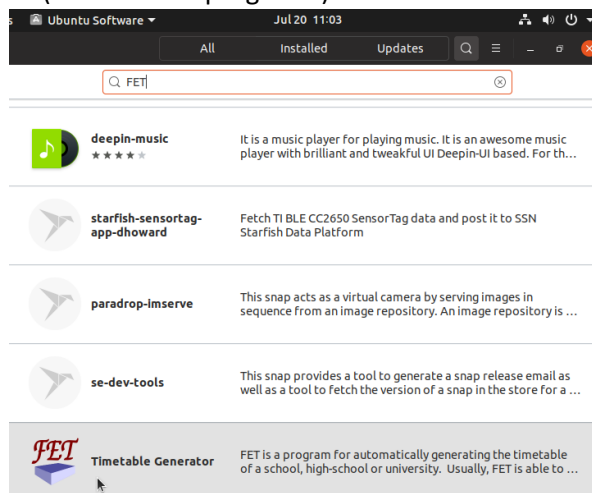 Ubuntu Software
Jul 20 11:03
All Installed Updates
FET
deepin-music
It is a music player for playing music. It is an awesome music
player with brilliant and tweakful UI Deepin-UI based. For th...
starfish-sensortag-
app-dhoward
Fetch TI BLE CC2650 SensorTag data and post it to SSN
Starfish Data Platform
paradrop-imserve
This snap acts as a virtual camera by serving images in
sequence from an image repository. An image repository is ...
se-dev-tools
This snap provides a tool to generate a snap release email as
well as a tool to fetch the version of a snap in the store for a ...
FET
Timetable Generator
FET is a program for automatically generating the timetable
of a school, high-school or university. Usually, FET is able to ...